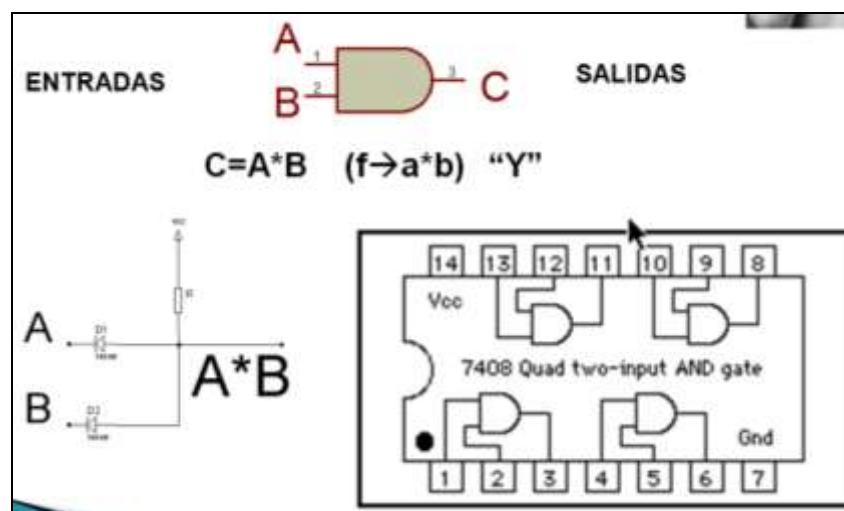 A
1
ENTRADAS
3
C
SALIDAS
B
2
C=A*B (f→a*b) “Y”
A
D1
A*B
B
14 13 12 11 10 9 8
Vcc
7408 Quad two-input AND gate
Gnd
1 2 3 4 5 6 7